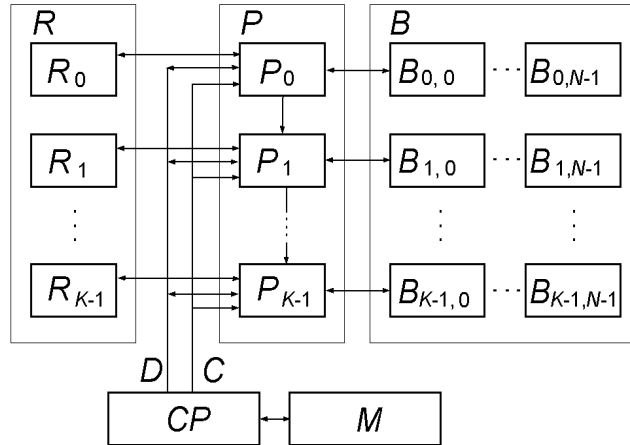 R P B
R0 P0 B0, 0 ... B0,N-1
R1 P1 B1, 0 ... B1,N-1
RK-1 PK-1 BK-1, 0 ... BK-1,N-1
D C
CP M